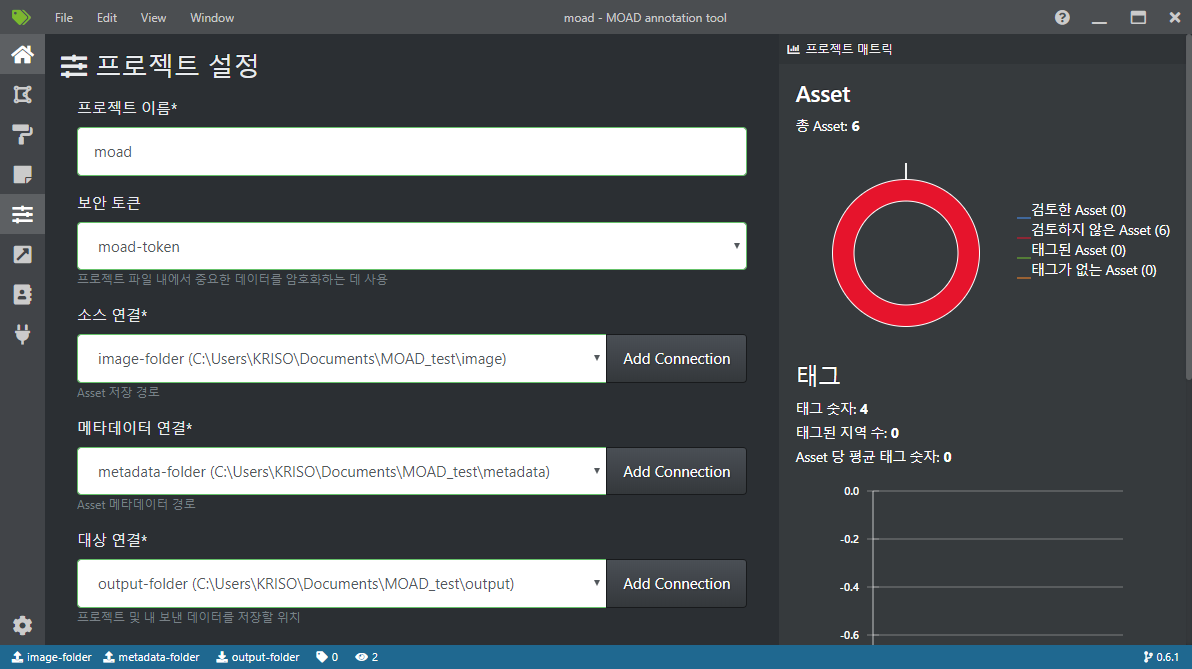 File Edit View Window
moad - MOAD annotation tool
프로젝트 설정
프로젝트 이름*
moad
보안 토큰
moad-token
프로젝트 파일 내에서 중요한 데이터를 암호화하는 데 사용
소스 연결*
image-folder (C:\Users\KRISO\Documents\MOAD_test\image)
Add Connection
Asset 저장 경로
메타데이터 연결*
metadata-folder (C:\Users\KRISO\Documents\MOAD_test\metadata)
Add Connection
Asset 메타데이터 경로
대상 연결*
output-folder (C:\Users\KRISO\Documents\MOAD_test\output)
Add Connection
프로젝트 및 내 보낸 데이터를 저장할 위치
프로젝트 매트릭
Asset
총 Asset: 6
검토한 Asset (0)
검토하지 않은 Asset (6)
태그된 Asset (0)
태그가 없는 Asset (0)
태그
태그 숫자: 4
태그된 지역 수: 0
Asset 당 평균 태그 숫자: 0
0.0
-0.2
-0.4
-0.6
image-folder metadata-folder output-folder 0 2
0.6.1